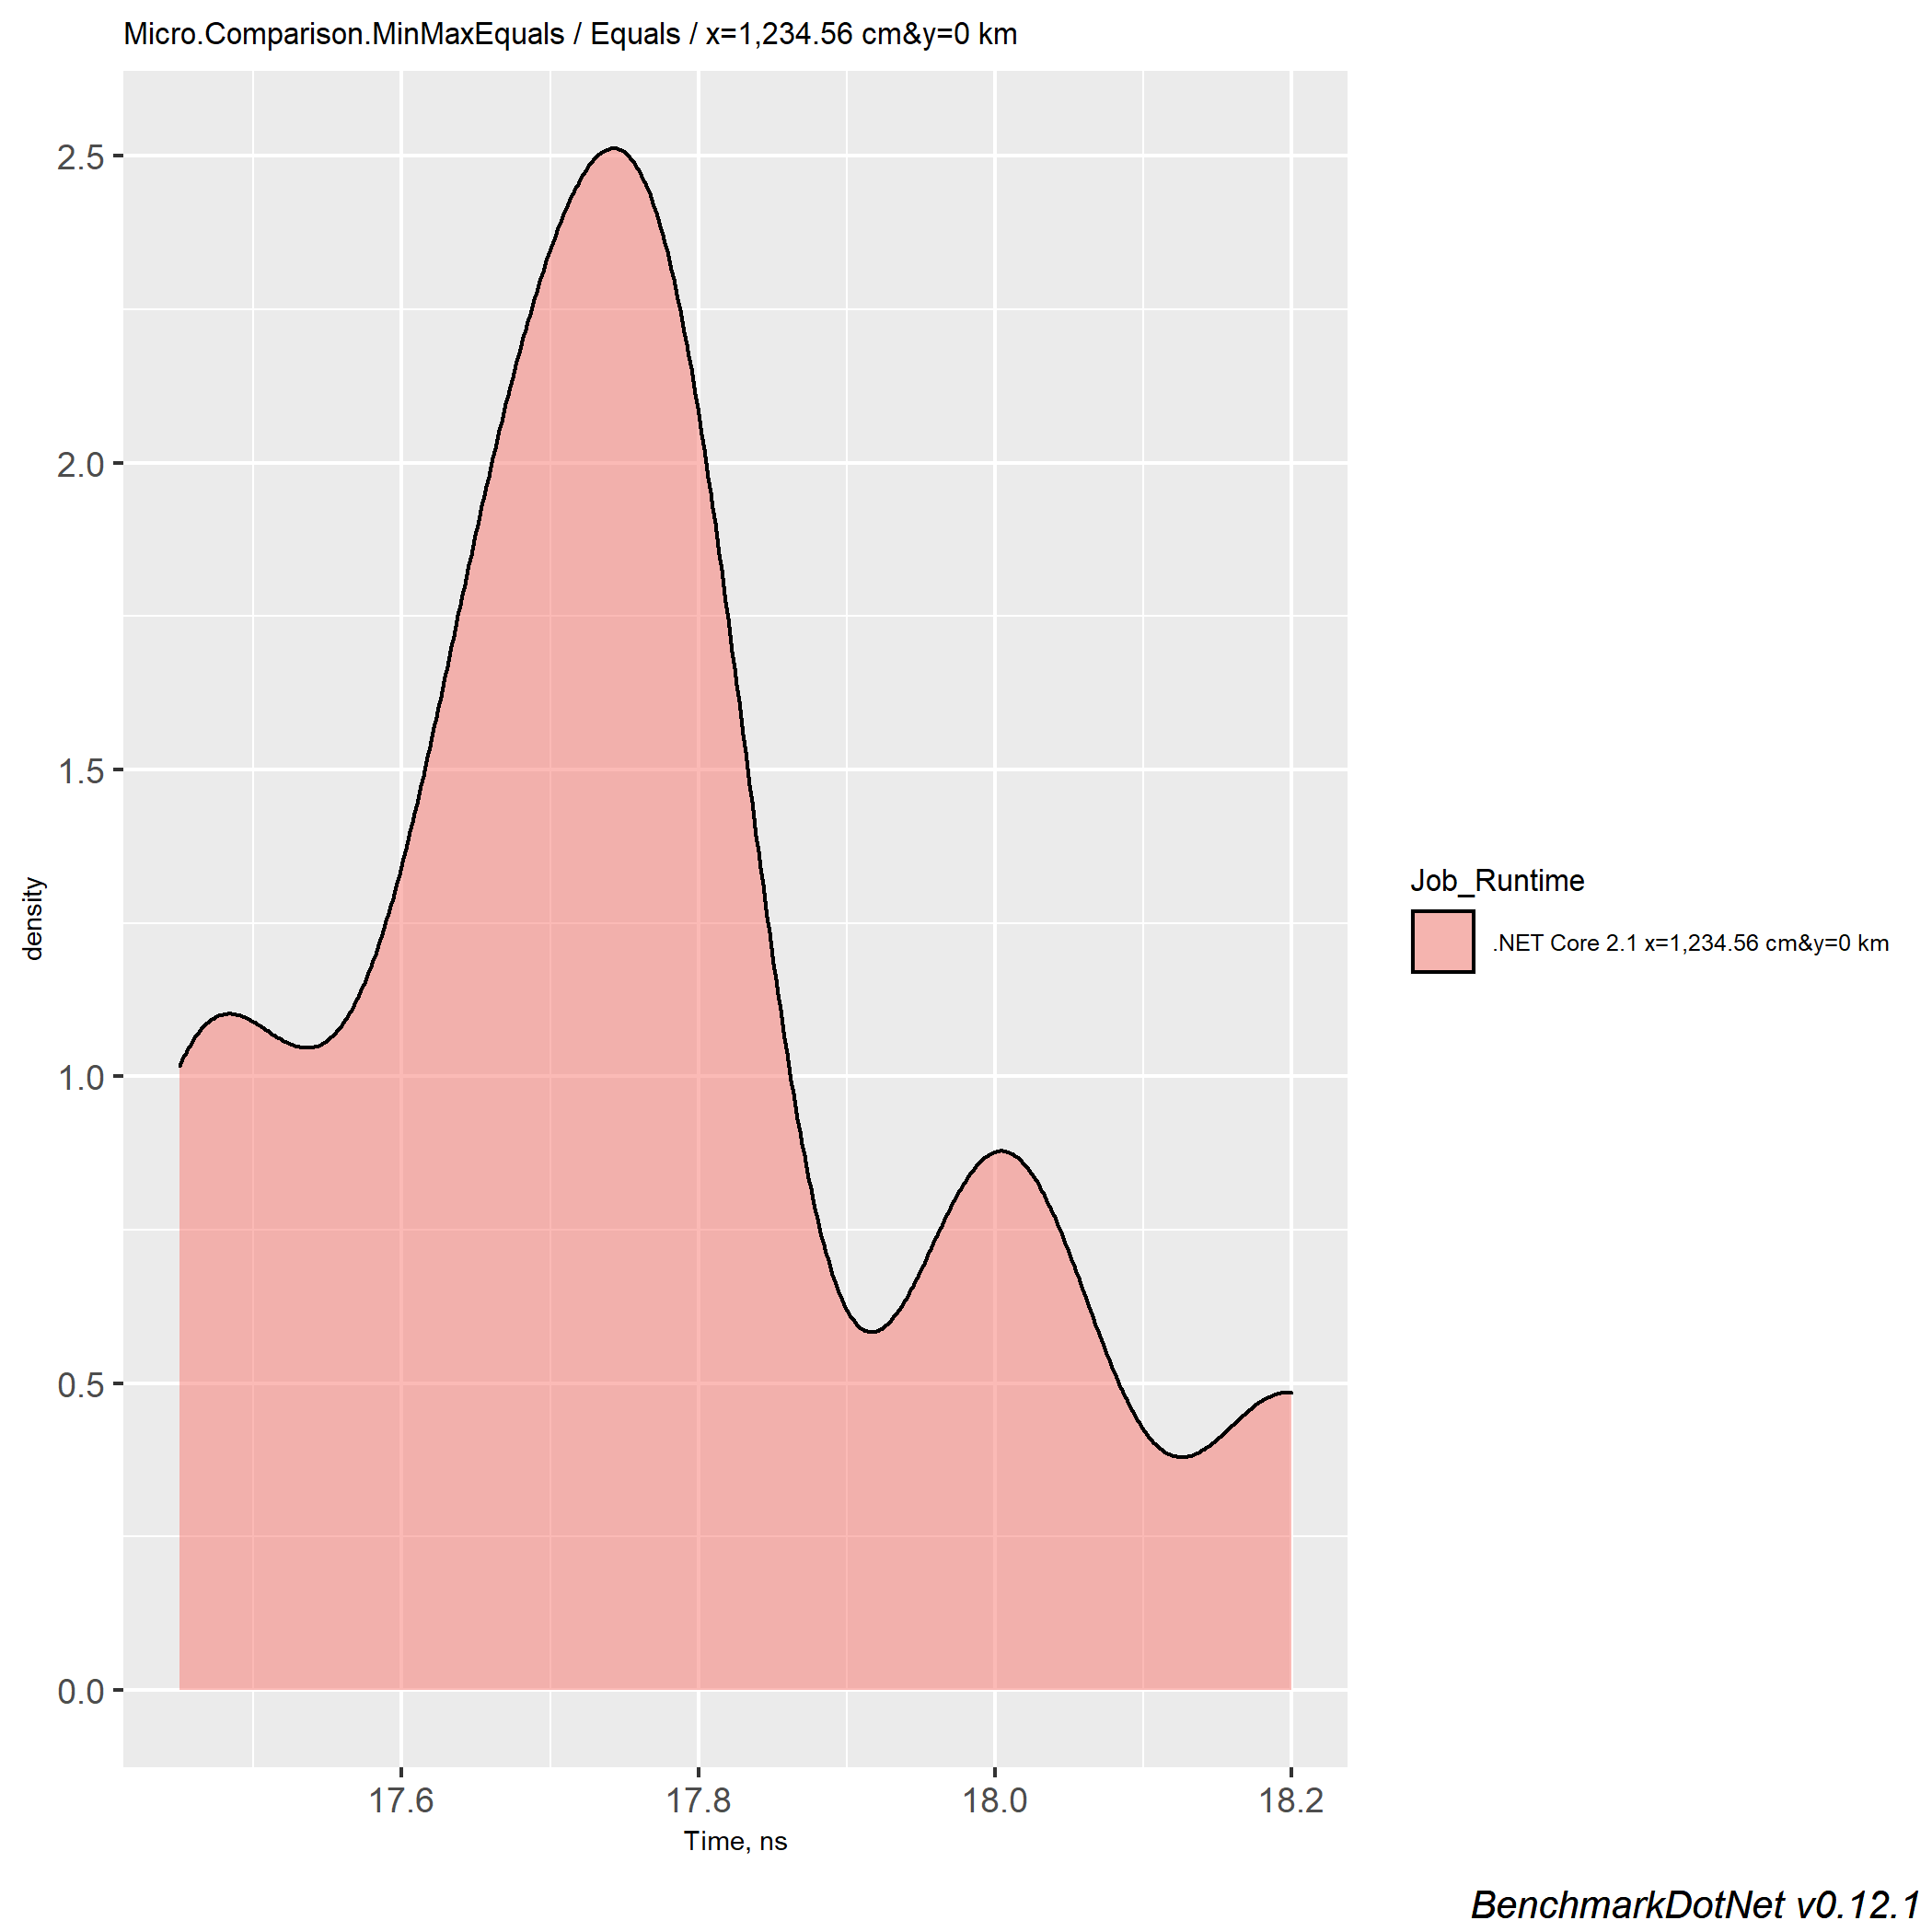 Micro.Comparison.MinMaxEquals / Equals / x=1,234.56 cm&y=0 km
2.5
2.0
1.5
1.0
0.5
0.0
density
17.6 17.8 18.0 18.2
Time, ns
Job_Runtime
.NET Core 2.1 x=1,234.56 cm&y=0 km
BenchmarkDotNet v0.12.1